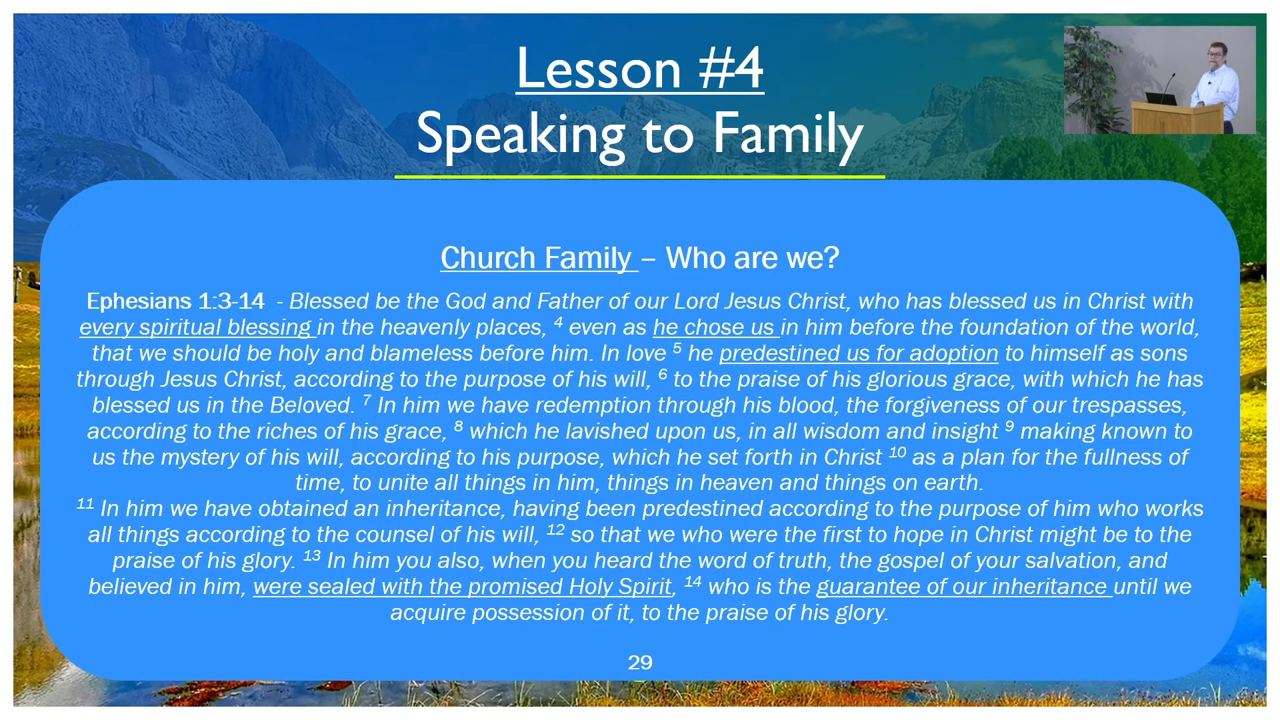 Lesson #4
Speaking to Family
Church Family – Who are we?
Ephesians 1:3-14 - Blessed be the God and Father of our Lord Jesus Christ, who has blessed us in Christ with
every spiritual blessing in the heavenly places, ⁴ even as he chose us in him before the foundation of the world,
that we should be holy and blameless before him. In love ⁵ he predestined us for adoption to himself as sons
through Jesus Christ, according to the purpose of his will, ⁶ to the praise of his glorious grace, with which he has
blessed us in the Beloved. ⁷ In him we have redemption through his blood, the forgiveness of our trespasses,
according to the riches of his grace, ⁸ which he lavished upon us, in all wisdom and insight ⁹ making known to
us the mystery of his will, according to his purpose, which he set forth in Christ ¹⁰ as a plan for the fullness of
time, to unite all things in him, things in heaven and things on earth.
¹¹ In him we have obtained an inheritance, having been predestined according to the purpose of him who works
all things according to the counsel of his will, ¹² so that we who were the first to hope in Christ might be to the
praise of his glory. ¹³ In him you also, when you heard the word of truth, the gospel of your salvation, and
believed in him, were sealed with the promised Holy Spirit, ¹⁴ who is the guarantee of our inheritance until we
acquire possession of it, to the praise of his glory.
29